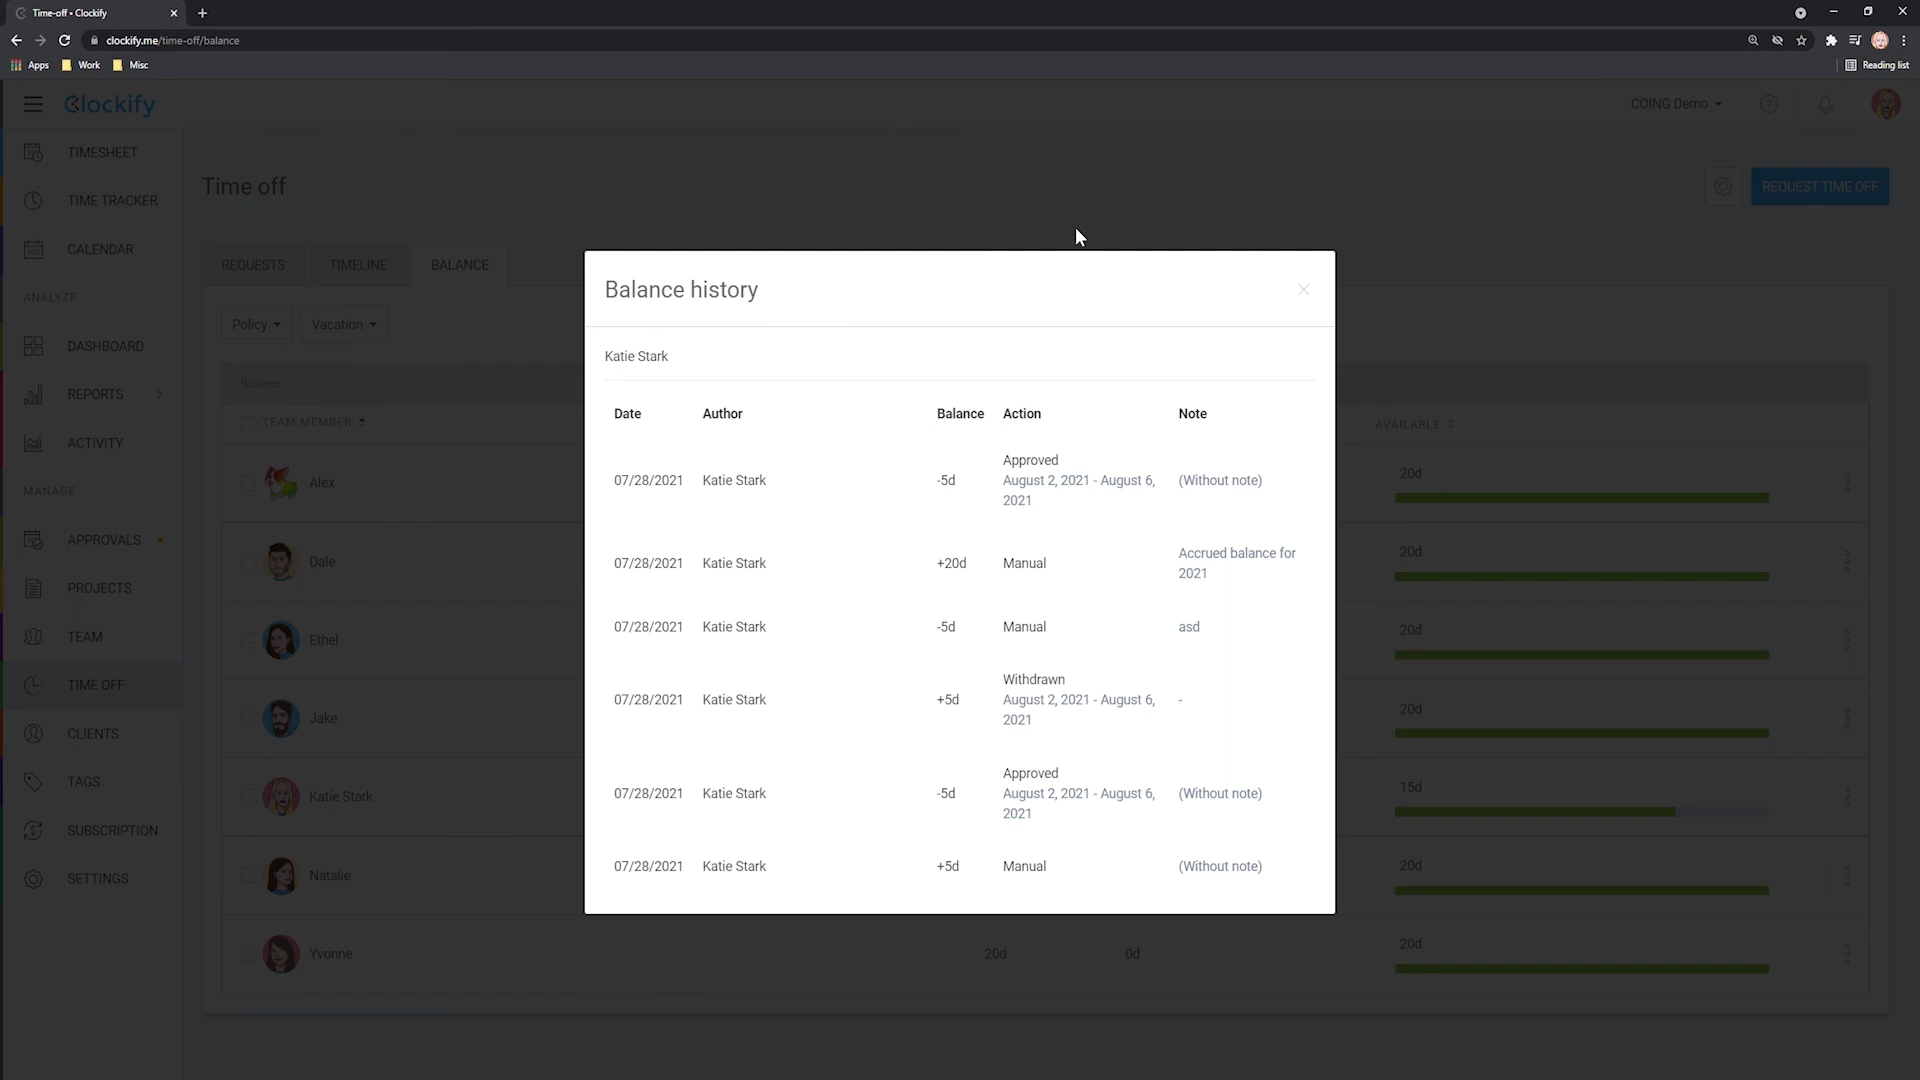 Time-off • Clockify
clockify.me/time-off/balance
Apps
Work
Misc
Reading list
Clockify
COING Demo
TIMESHEET
TIME TRACKER
CALENDAR
ANALYZE
DASHBOARD
REPORTS
ACTIVITY
MANAGE
APPROVALS
PROJECTS
TEAM
TIME OFF
CLIENTS
TAGS
SUBSCRIPTION
SETTINGS
Time off
REQUEST TIME OFF
REQUESTS
TIMELINE
BALANCE
Policy
Vacation
Balance
TEAM MEMBER
AVAILABLE
Alex
20d
Dale
20d
Ethel
20d
Jake
20d
Katie Stark
15d
Natalie
20d
Yvonne
20d
0d
20d
Balance history
Katie Stark
Date Author Balance Action Note
Approved
07/28/2021 Katie Stark -5d August 2, 2021 - August 6, (Without note)
2021
Accrued balance for
07/28/2021 Katie Stark +20d Manual
2021
07/28/2021 Katie Stark -5d Manual asd
Withdrawn
07/28/2021 Katie Stark +5d August 2, 2021 - August 6, -
2021
Approved
07/28/2021 Katie Stark -5d August 2, 2021 - August 6, (Without note)
2021
07/28/2021 Katie Stark +5d Manual (Without note)